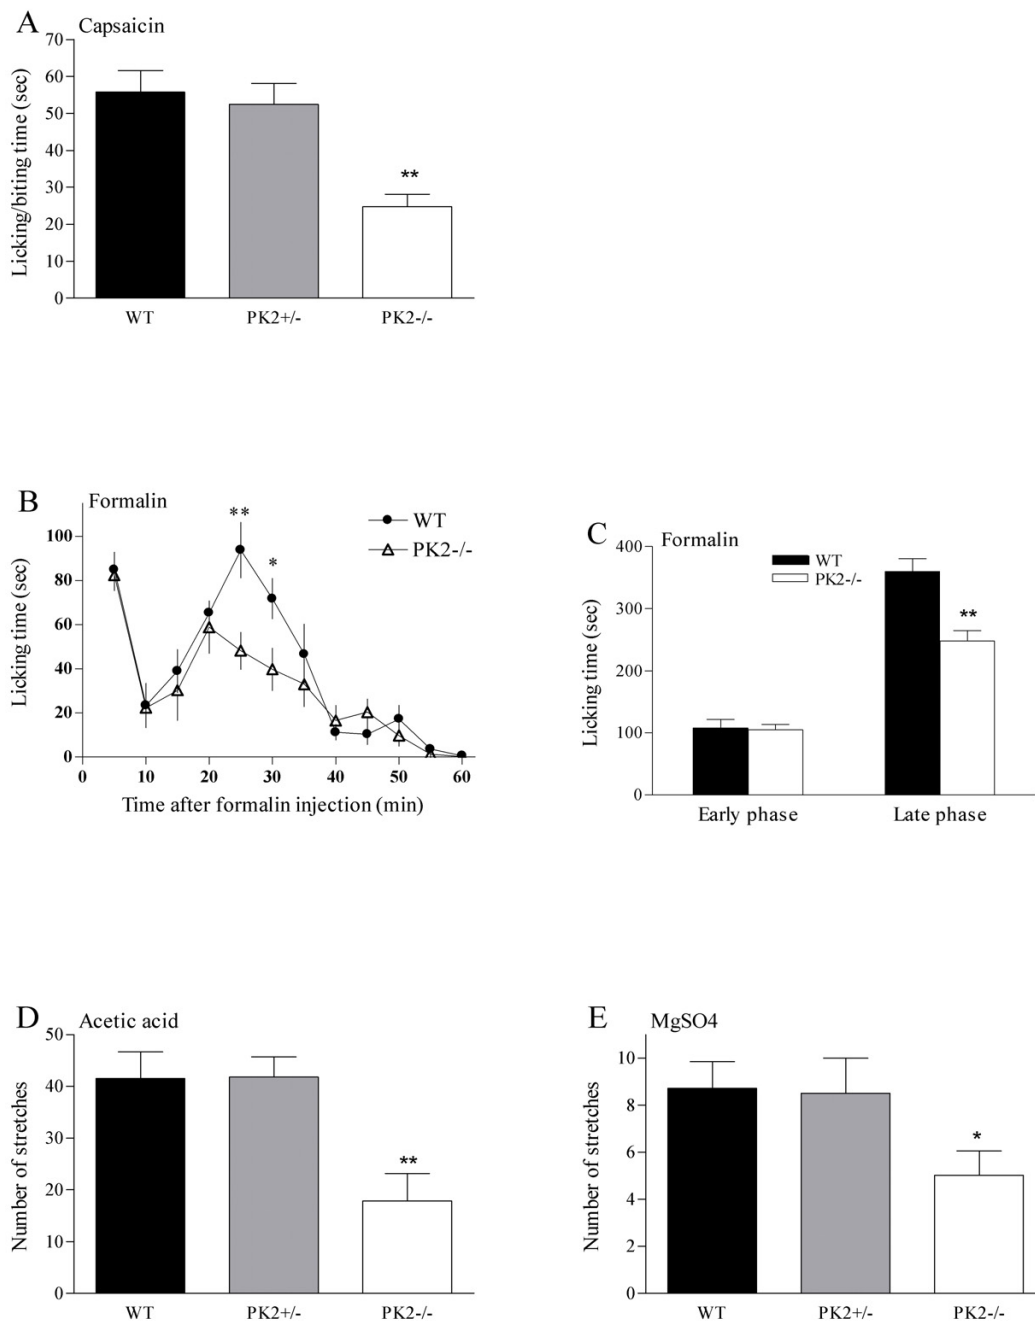 A Capsaicin
Licking/biting time (sec)
70
60
50
40
30
20
10
0
**
WT PK2+/- PK2-/-
B Formalin
Licking time (sec)
100
80
60
40
20
0
** 
*
WT
PK2-/-
0 10 20 30 40 50 60
Time after formalin injection (min)
C Formalin
Licking time (sec)
400
300
200
100
0
WT
PK2-/-
**
Early phase Late phase
D Acetic acid
Number of stretches
50
40
30
20
10
0
**
WT PK2+/- PK2-/-
E MgSO4
Number of stretches
10
8
6
4
2
0
*
WT PK2+/- PK2-/-